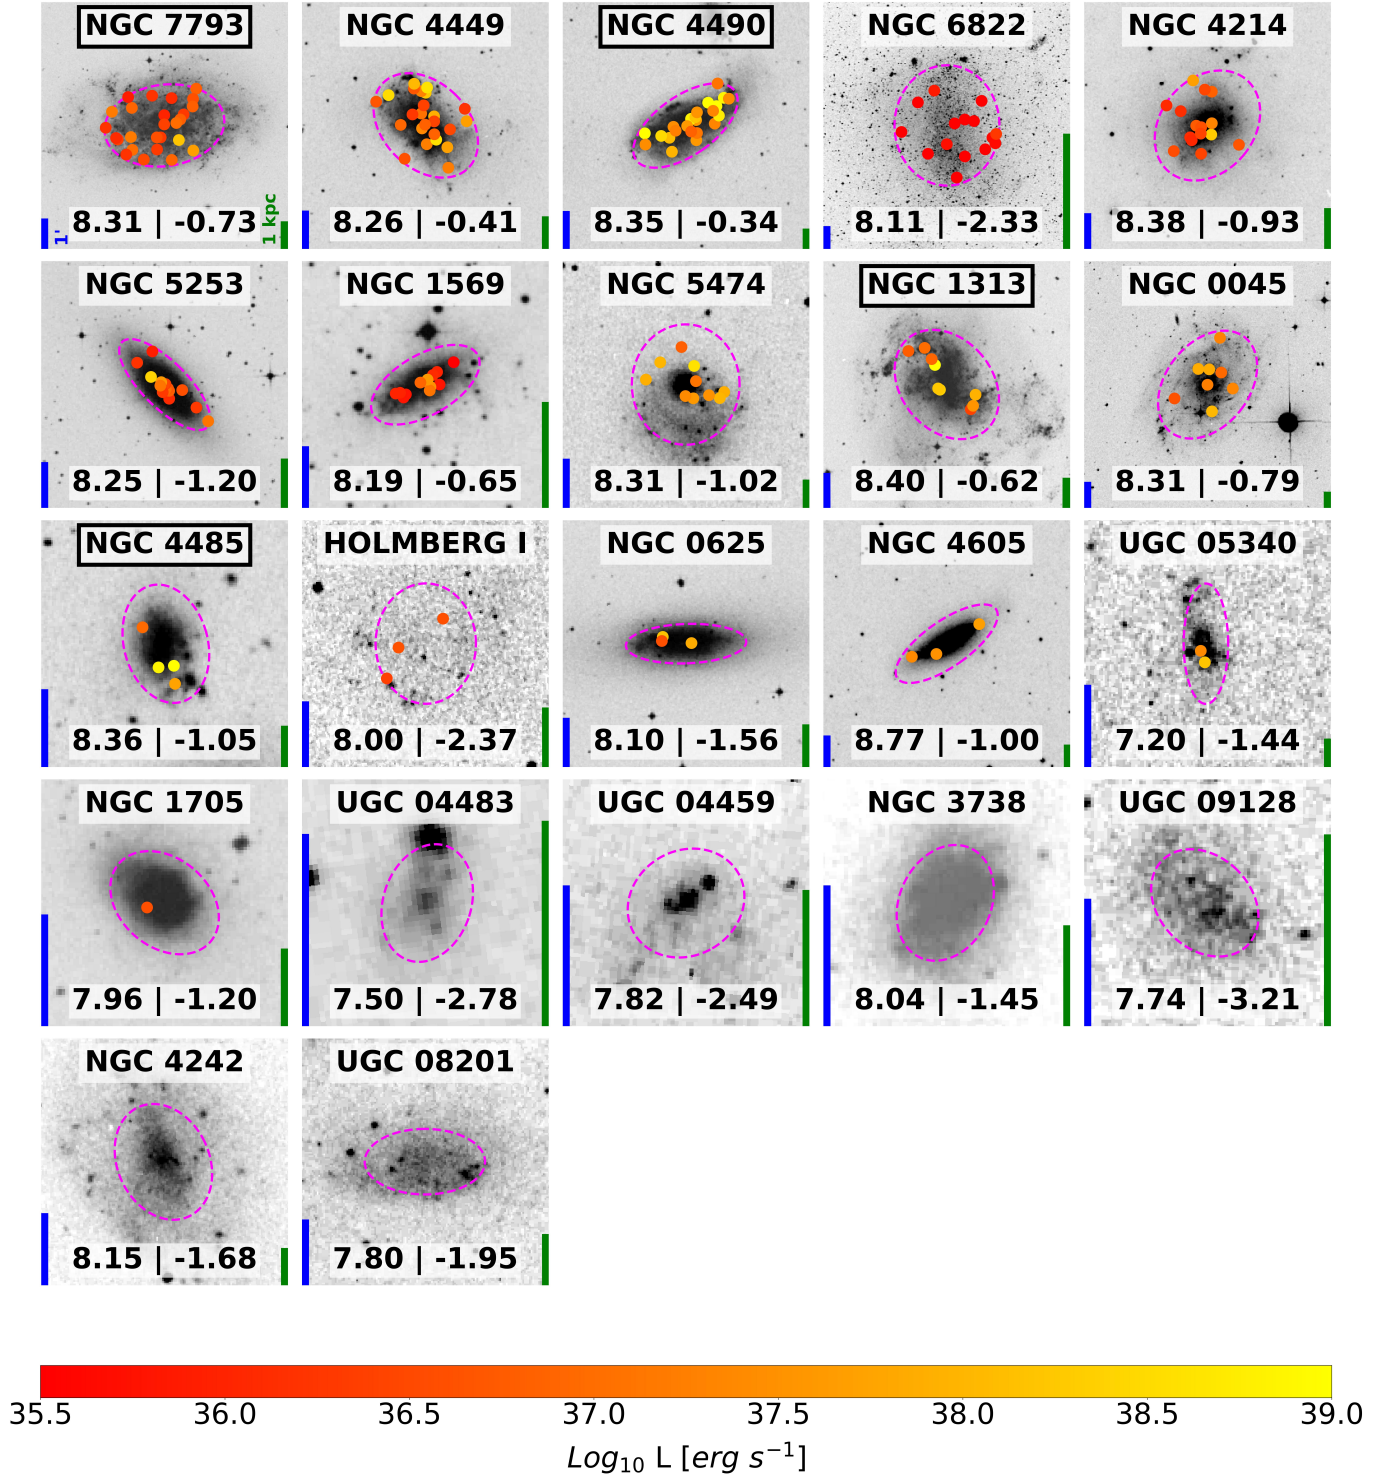 NGC 7793
NGC 4449
NGC 4490
NGC 6822
NGC 4214
8.31 | -0.73
1'
1 kpc
8.26 | -0.41
8.35 | -0.34
8.11 | -2.33
8.38 | -0.93
NGC 5253
NGC 1569
NGC 5474
NGC 1313
NGC 0045
8.25 | -1.20
8.19 | -0.65
8.31 | -1.02
8.40 | -0.62
8.31 | -0.79
NGC 4485
HOLMBERG I
NGC 0625
NGC 4605
UGC 05340
8.36 | -1.05
8.00 | -2.37
8.10 | -1.56
8.77 | -1.00
7.20 | -1.44
NGC 1705
UGC 04483
UGC 04459
NGC 3738
UGC 09128
7.96 | -1.20
7.50 | -2.78
7.82 | -2.49
8.04 | -1.45
7.74 | -3.21
NGC 4242
UGC 08201
8.15 | -1.68
7.80 | -1.95
35.5 36.0 36.5 37.0 37.5 38.0 38.5 39.0
Log₁₀ L [erg s⁻¹]